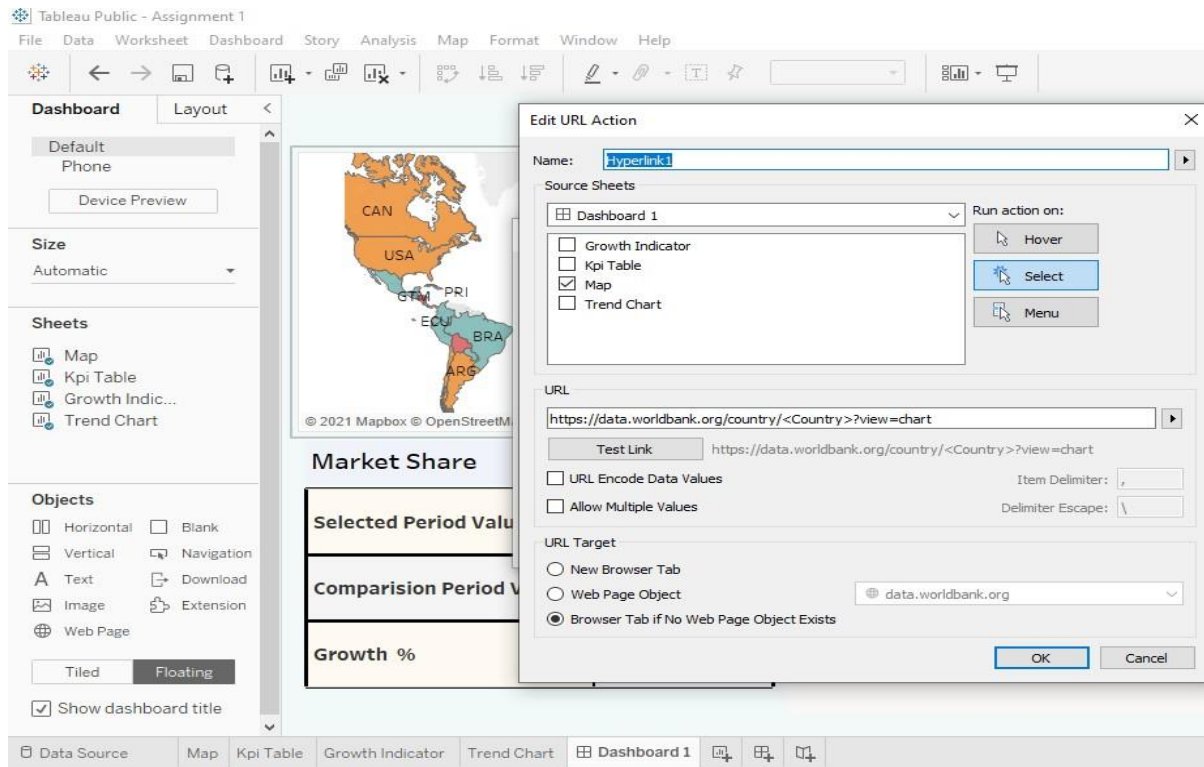 Tableau Public - Assignment 1
File Data Worksheet Dashboard Story Analysis Map Format Window Help
Dashboard Layout
Default
Phone
Device Preview
Size
Automatic
Sheets
Map
Kpi Table
Growth Indic...
Trend Chart
Objects
Horizontal Blank
Vertical Navigation
A Text Download
Image Extension
Web Page
Tiled Floating
Show dashboard title
CAN
USA
GTM PRI
ECU
BRA
ARG
© 2021 Mapbox © OpenStreetM
Market Share
Selected Period Valu
Comparision Period V
Growth %
Edit URL Action
Name: Hyperlink1
Source Sheets
Dashboard 1
Growth Indicator
Kpi Table
Map
Trend Chart
Run action on:
Hover
Select
Menu
URL
https://data.worldbank.org/country/<Country>?view=chart
Test Link https://data.worldbank.org/country/<Country>?view=chart
URL Encode Data Values Item Delimiter: ,
Allow Multiple Values Delimiter Escape: \
URL Target
New Browser Tab
Web Page Object data.worldbank.org
Browser Tab if No Web Page Object Exists
OK Cancel
Data Source Map Kpi Table Growth Indicator Trend Chart Dashboard 1